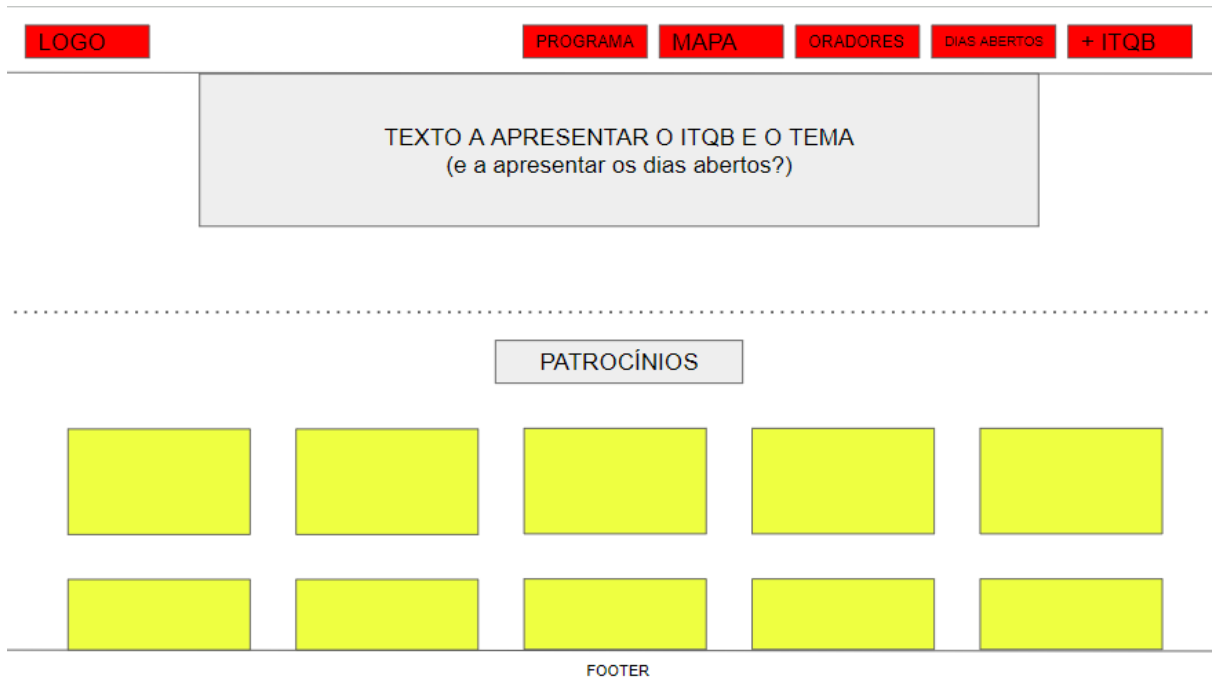 LOGO
PROGRAMA
MAPA
ORADORES
DIAS ABERTOS
+ ITQB
TEXTO A APRESENTAR O ITQB E O TEMA
(e a apresentar os dias abertos?)
PATROCÍNIOS
FOOTER